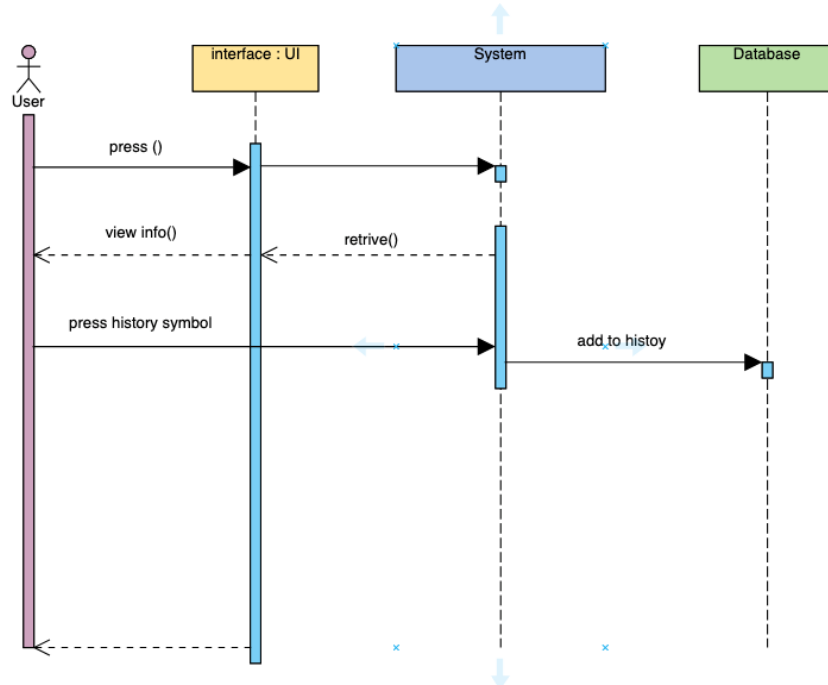 interface : UI
System
Database
User
press ()
view info()
retrive()
press history symbol
add to histoy